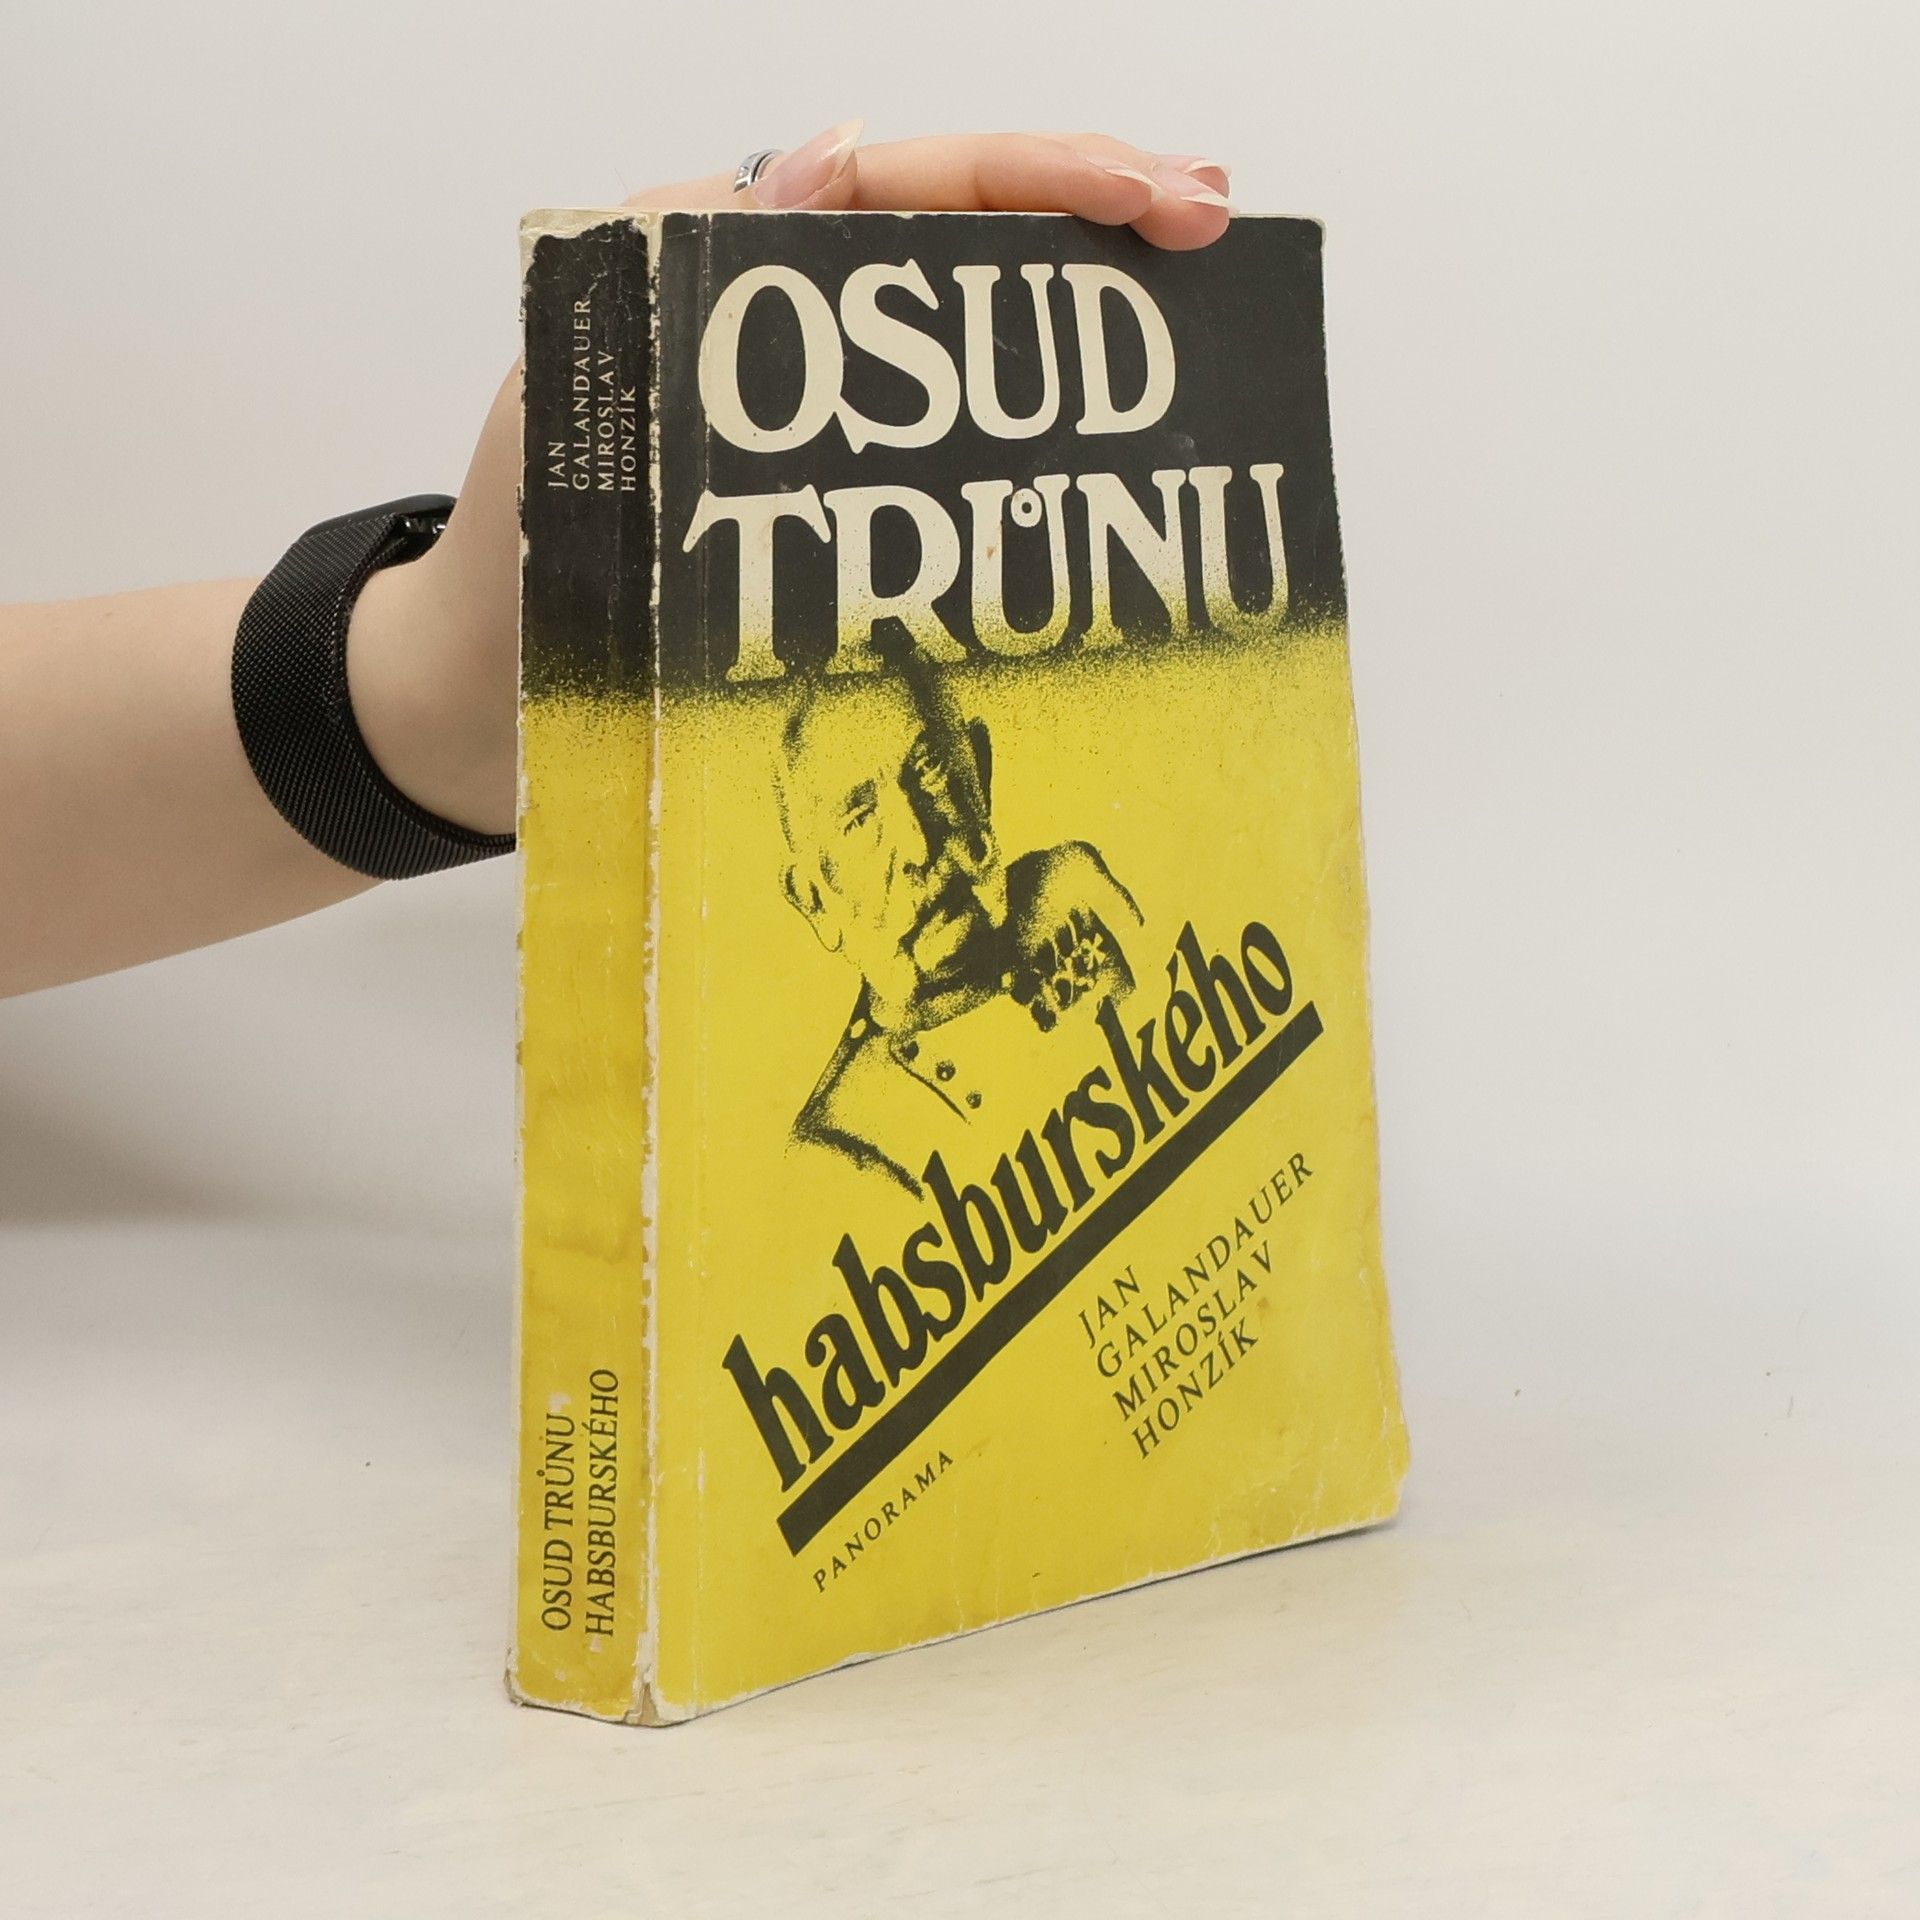 JAN
GALANDAUER
MIROSLAV
HONZÍK
OSUD TRŮNU
HABSBURSKÉHO
OSUD
TRŮNU
habsburského
JAN
GALANDAUER
MIROSLAV
HONZÍK
PANORAMA